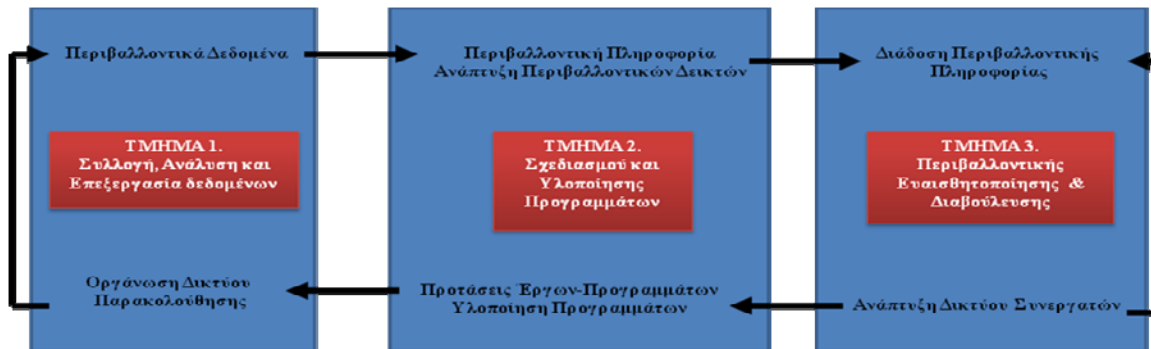 Περιβαλλοντικά Δεδομένα
Περιβαλλοντική Πληροφορία
Ανάπτυξη Περιβαλλοντικών Δεικτών
Διάδοση Περιβαλλοντικής
Πληροφορίας
ΤΜΗΜΑ 1.
Συλλογή, Ανάλυση και
Επεξεργασία δεδομένων
ΤΜΗΜΑ 2.
Σχεδιασμού και
Υλοποίησης
Προγραμμάτων
ΤΜΗΜΑ 3.
Περιβαλλοντικής
Ευαισθητοποίησης &
Διαβούλευσης
Οργάνωση Δικτύου
Παρακολούθησης
Προτάσεις Έργων-Προγραμμάτων
Υλοποίηση Προγραμμάτων
Ανάπτυξη Δικτύου Συνεργατών